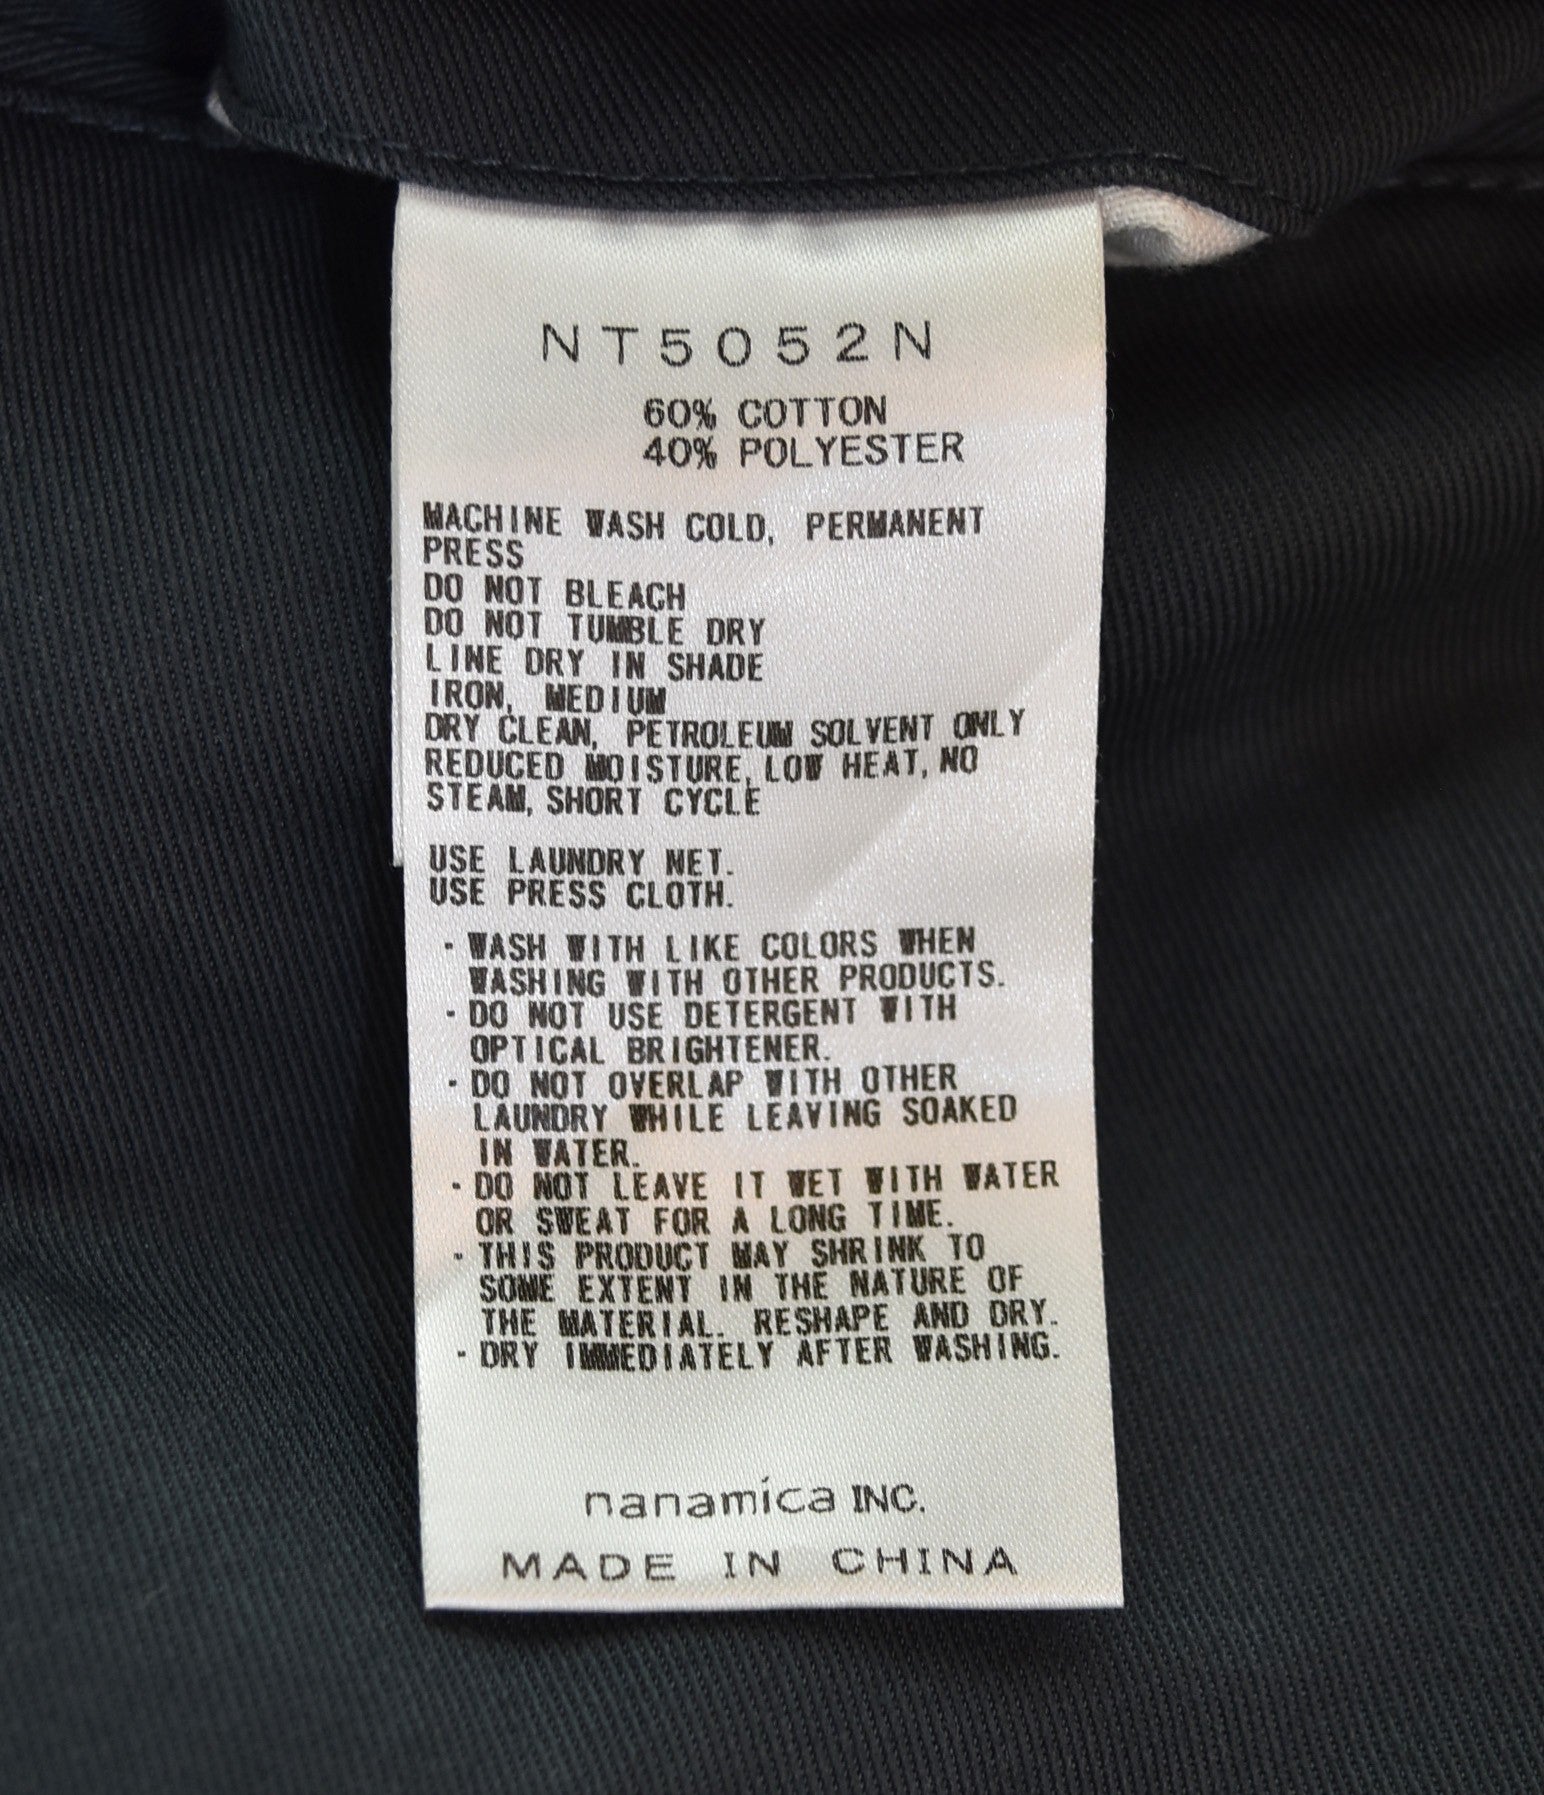 NT5052N
60% COTTON
40% POLYESTER
MACHINE WASH COLD, PERMANENT
PRESS
DO NOT BLEACH
DO NOT TUMBLE DRY
LINE DRY IN SHADE
IRON, MEDIUM
DRY CLEAN, PETROLEUM SOLVENT ONLY
REDUCED MOISTURE, LOW HEAT, NO
STEAM, SHORT CYCLE
USE LAUNDRY NET.
USE PRESS CLOTH.
・WASH WITH LIKE COLORS WHEN
WASHING WITH OTHER PRODUCTS.
・DO NOT USE DETERGENT WITH
OPTICAL BRIGHTENER.
・DO NOT OVERLAP WITH OTHER
LAUNDRY WHILE LEAVING SOAKED
IN WATER.
・DO NOT LEAVE IT WET WITH WATER
OR SWEAT FOR A LONG TIME.
・THIS PRODUCT MAY SHRINK TO
SOME EXTENT IN THE NATURE OF
THE MATERIAL. RESHAPE AND DRY.
・DRY IMMEDIATELY AFTER WASHING.
nanamica INC.
MADE IN CHINA